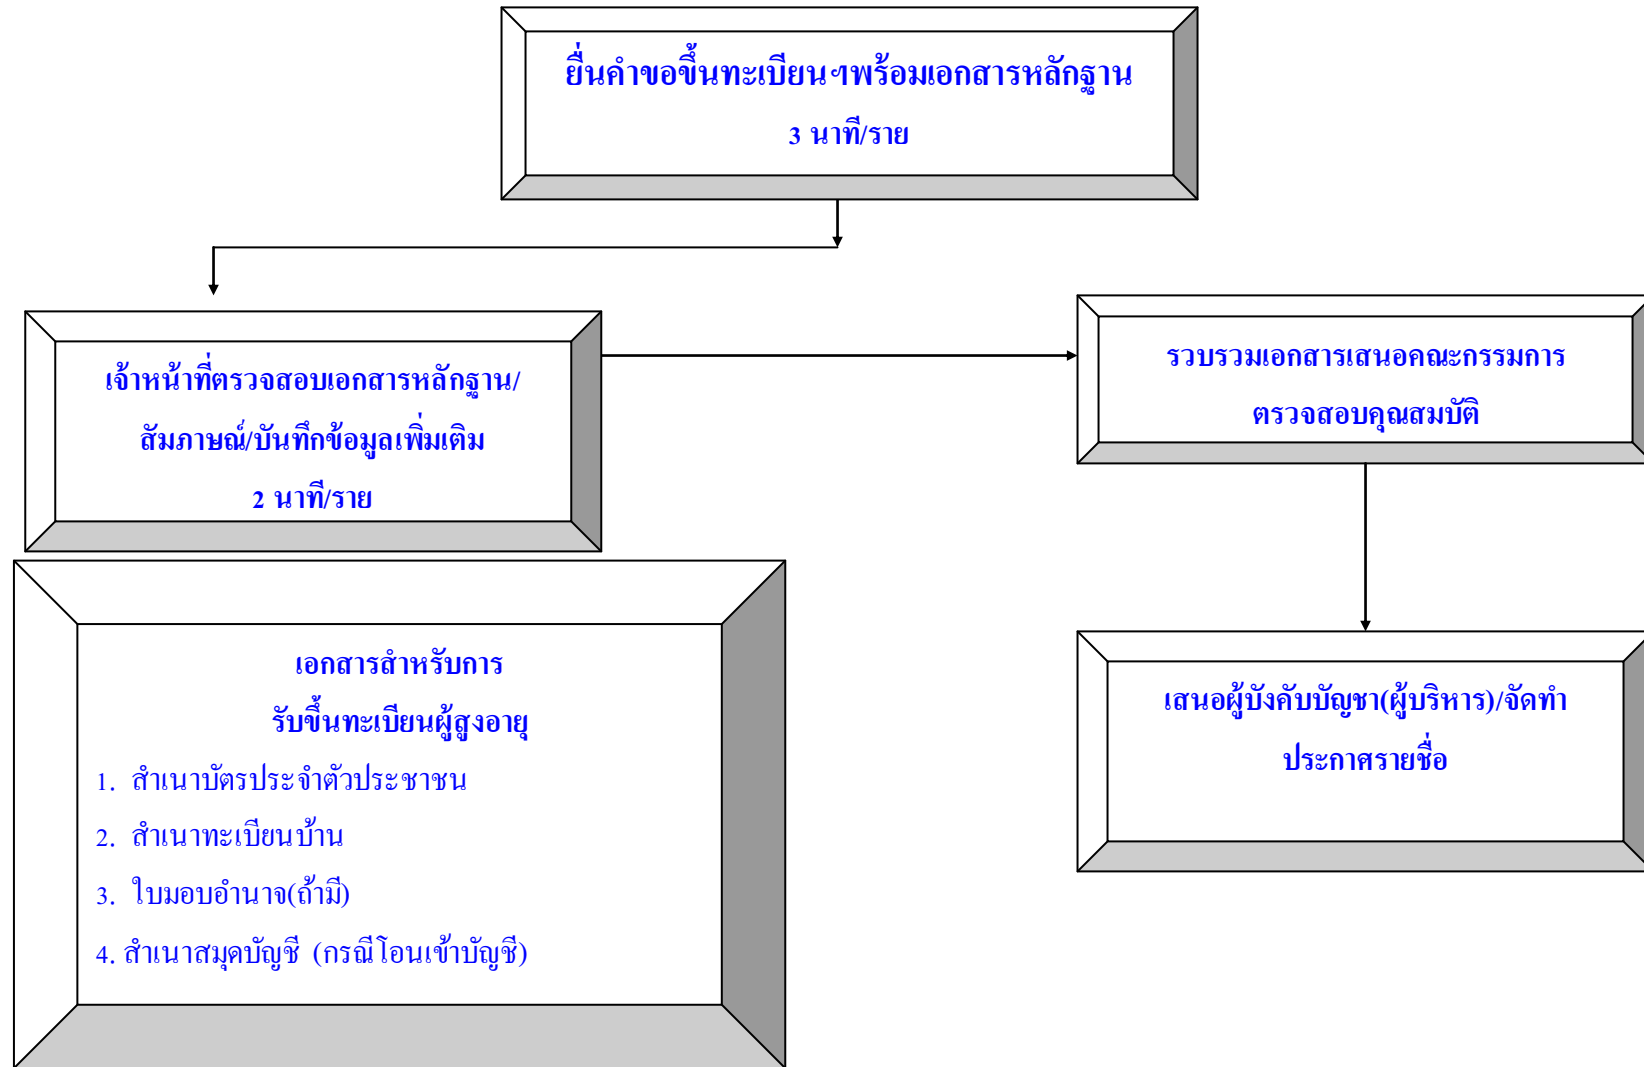 ยื่นคำขอขึ้นทะเบียนฯพร้อมเอกสารหลักฐาน
3 นาที/ราย
เจ้าหน้าที่ตรวจสอบเอกสารหลักฐาน/
สัมภาษณ์/บันทึกข้อมูลเพิ่มเติม
2 นาที/ราย
รวบรวมเอกสารเสนอคณะกรรมการ
ตรวจสอบคุณสมบัติ
เอกสารสำหรับการ
รับขึ้นทะเบียนผู้สูงอายุ
1. สำเนาบัตรประจำตัวประชาชน
2. สำเนาทะเบียนบ้าน
3. ใบมอบอำนาจ(ถ้ามี)
4. สำเนาสมุดบัญชี (กรณีโอนเข้าบัญชี)
เสนอผู้บังคับบัญชา(ผู้บริหาร)/จัดทำ
ประกาศรายชื่อ